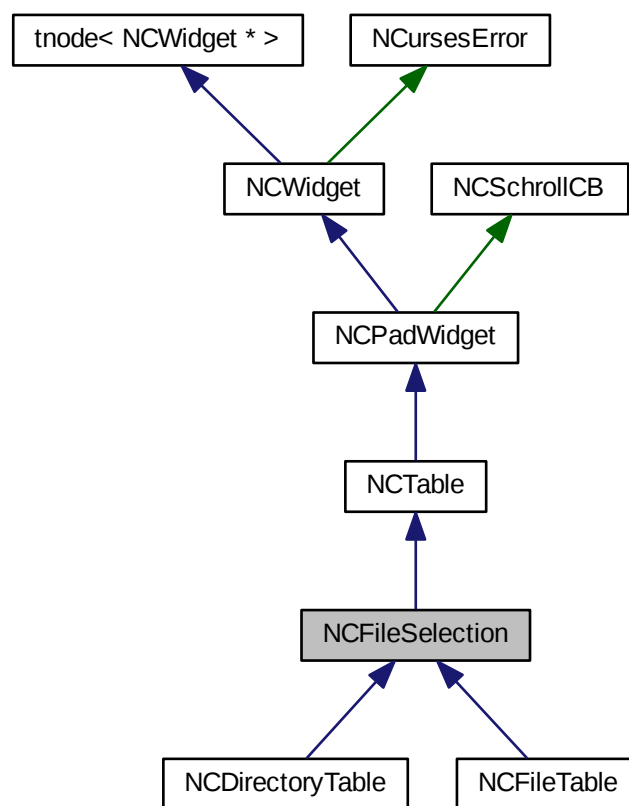 tnode< NCWidget * >
NCursesError
NCWidget
NCSchrollCB
NCPadWidget
NCTable
NCFileSelection
NCDirectoryTable
NCFileTable